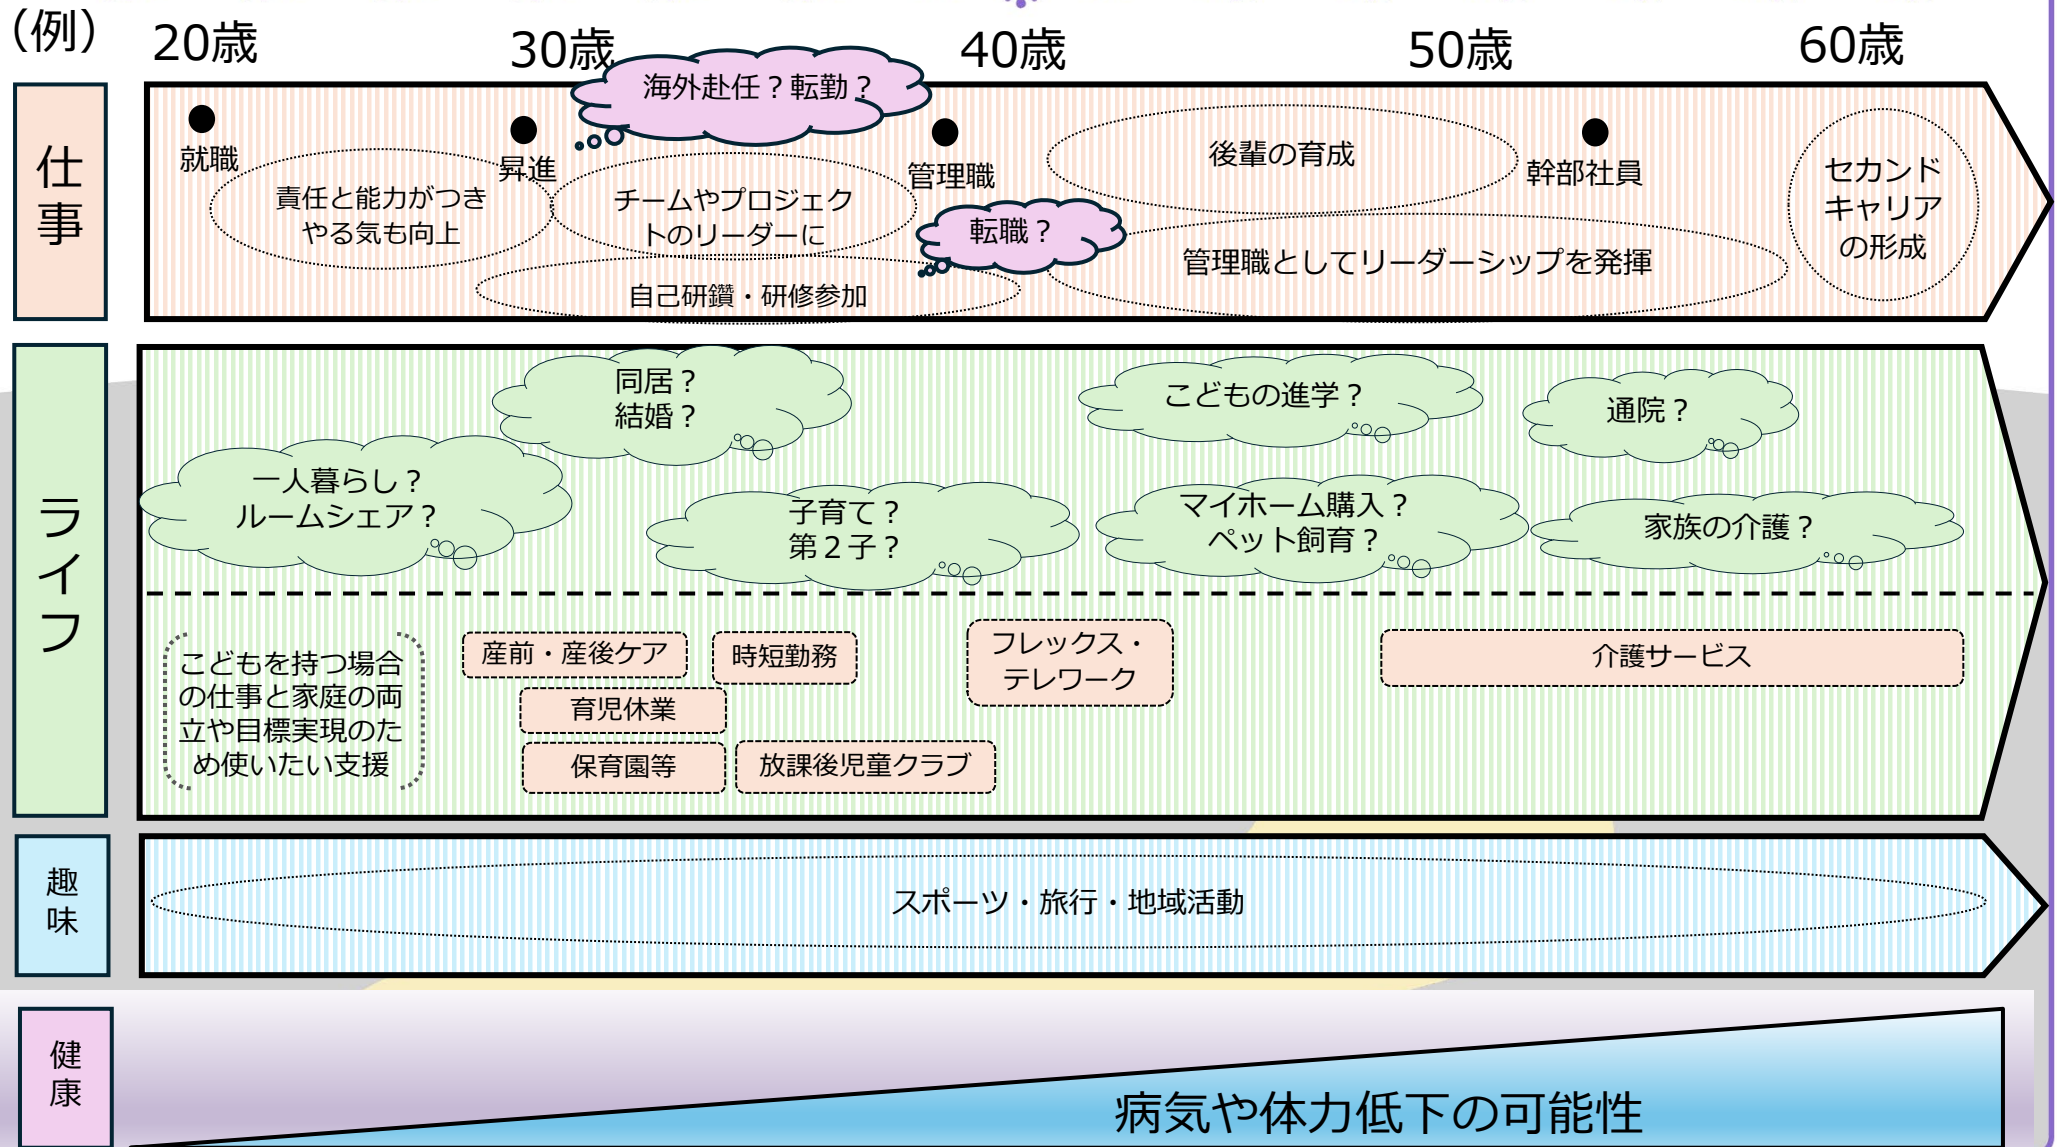 （例）
20歳
30歳
40歳
50歳
60歳
仕事
海外赴任？転勤？
就職
昇進
管理職
幹部社員
責任と能力がつき
やる気も向上
チームやプロジェク
トのリーダーに
自己研鑽・研修参加
転職？
後輩の育成
管理職としてリーダーシップを発揮
セカンド
キャリア
の形成
ライフ
一人暮らし？
ルームシェア？
同居？
結婚？
子育て？
第２子？
こどもの進学？
マイホーム購入？
ペット飼育？
通院？
家族の介護？
こどもを持つ場合
の仕事と家庭の両
立や目標実現のた
め使いたい支援
産前・産後ケア
育児休業
保育園等
時短勤務
放課後児童クラブ
フレックス・
テレワーク
介護サービス
趣味
スポーツ・旅行・地域活動
健康
病気や体力低下の可能性